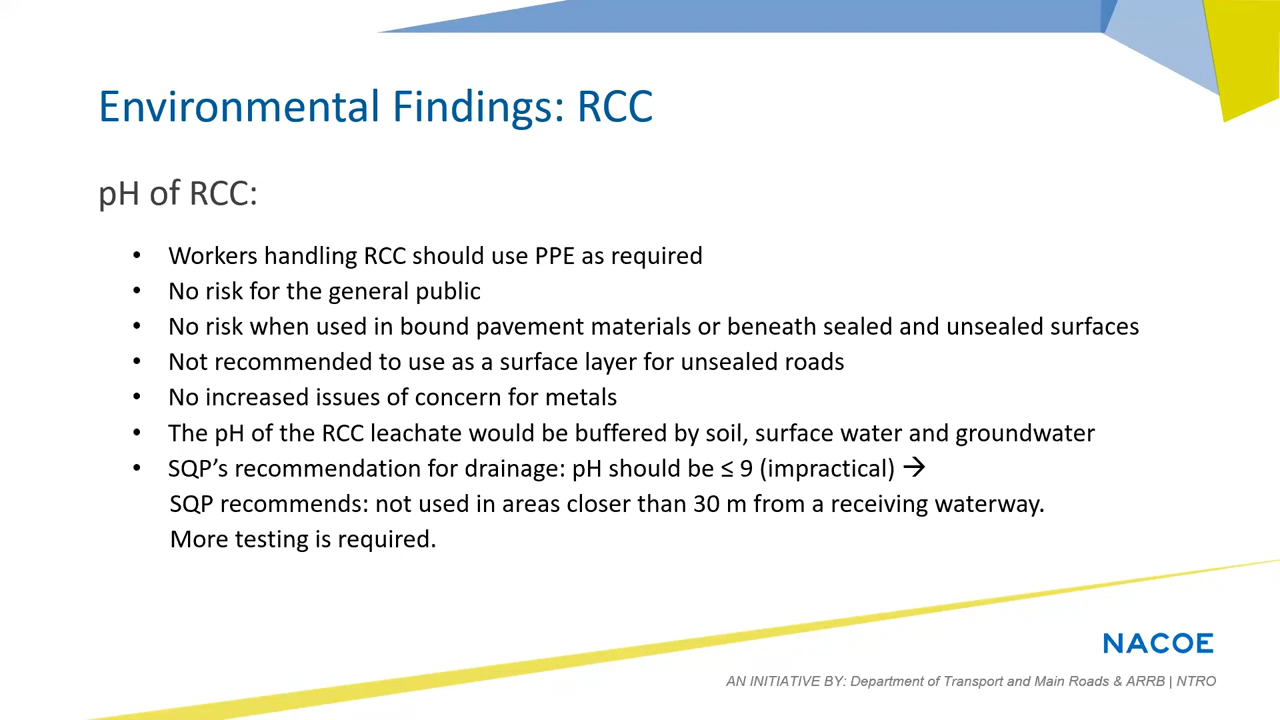 Environmental Findings: RCC
pH of RCC:
• Workers handling RCC should use PPE as required
• No risk for the general public
• No risk when used in bound pavement materials or beneath sealed and unsealed surfaces
• Not recommended to use as a surface layer for unsealed roads
• No increased issues of concern for metals
• The pH of the RCC leachate would be buffered by soil, surface water and groundwater
• SQP’s recommendation for drainage: pH should be ≤ 9 (impractical) →
SQP recommends: not used in areas closer than 30 m from a receiving waterway.
More testing is required.
NACOE
AN INITIATIVE BY: Department of Transport and Main Roads & ARRB | NTRO